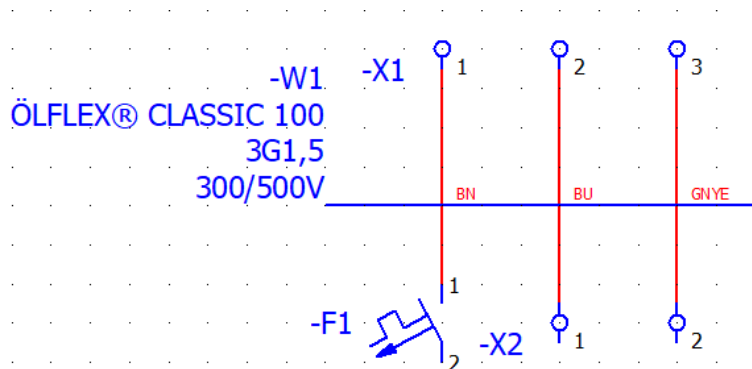 -W1
ÖLFLEX® CLASSIC 100
3G1,5
300/500V
-X1
1
2
3
BN
BU
GNYE
1
-F1
2
-X2
1
2